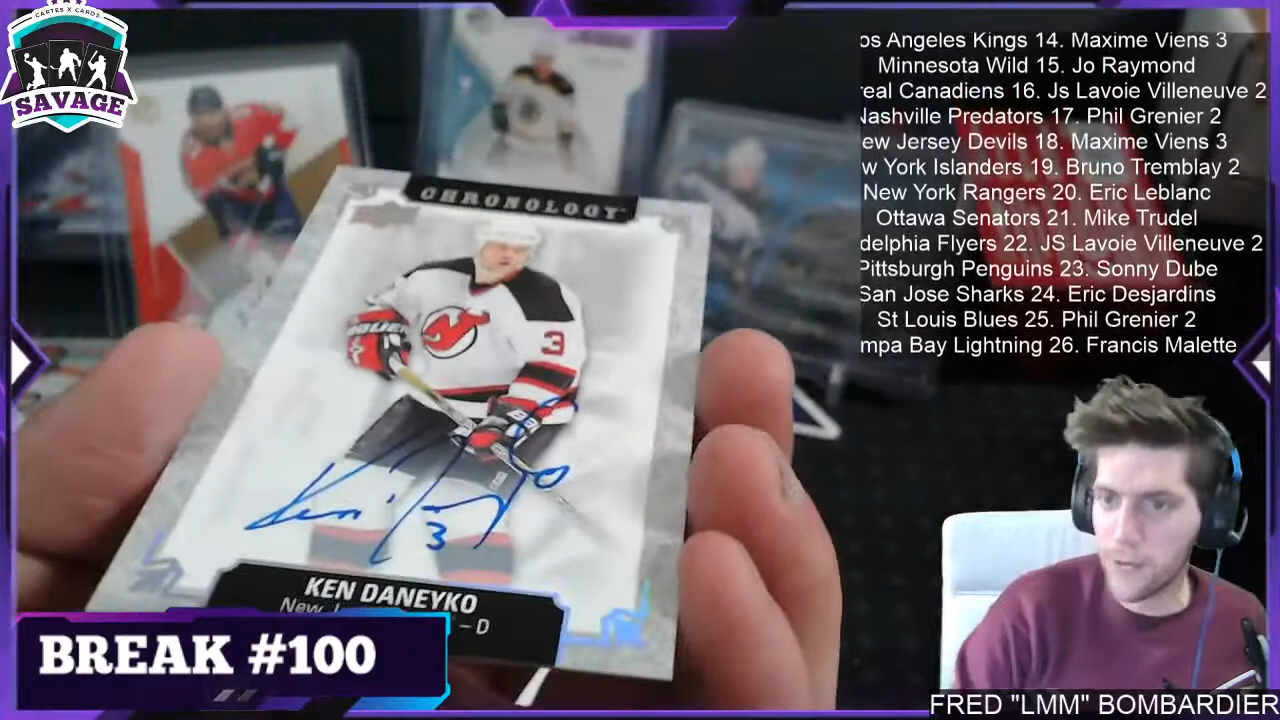 CARTES X CARDS
SAVAGE
os Angeles Kings 14. Maxime Viens 3
Minnesota Wild 15. Jo Raymond
real Canadiens 16. Js Lavoie Villeneuve 2
Nashville Predators 17. Phil Grenier 2
ew Jersey Devils 18. Maxime Viens 3
w York Islanders 19. Bruno Tremblay 2
New York Rangers 20. Eric Leblanc
Ottawa Senators 21. Mike Trudel
delphia Flyers 22. JS Lavoie Villeneuve 2
Pittsburgh Penguins 23. Sonny Dube
San Jose Sharks 24. Eric Desjardins
St Louis Blues 25. Phil Grenier 2
mpa Bay Lightning 26. Francis Malette
CHRONOLOGY
3
3
KEN DANEYKO
New
– D
BREAK #100
FRED "LMM" BOMBARDIER